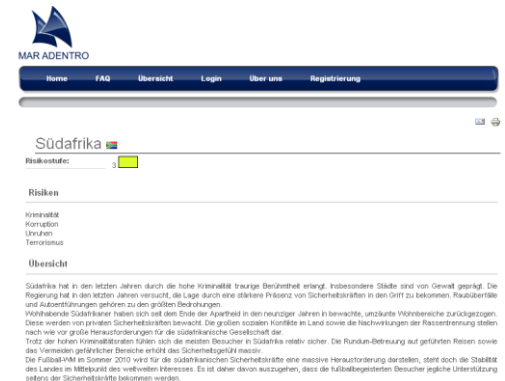 MAR ADENTRO
Home FAQ Übersicht Login Über uns Registrierung
Südafrika
Risikostufe: 3
Risiken
Kriminalität
Korruption
Unruhen
Terrorismus
Übersicht
Südafrika hat in den letzten Jahren durch die hohe Kriminalität traurige Berühmtheit erlangt. Insbesondere Städte sind von Gewalt geprägt. Die
Regierung hat in den letzten Jahren versucht, die Lage durch eine stärkere Präsenz von Sicherheitskräften in den Griff zu bekommen. Raubüberfälle
und Autoentführungen gehören zu den größten Bedrohungen.
Wohlhabende Südafrikaner haben sich seit dem Ende der Apartheid in den neunziger Jahren in bewachte, umzäunte Wohnbereiche zurückgezogen.
Diese werden von privaten Sicherheitskräften bewacht. Die großen sozialen Konflikte im Land sowie die Nachwirkungen der Rassentrennung stellen
nach wie vor große Herausforderungen für die südafrikanische Gesellschaft dar.
Trotz der hohen Kriminalitätsraten fühlen sich die meisten Besucher in Südafrika relativ sicher. Die Rundum-Betreuung auf geführten Reisen sowie
das Vermeiden gefährlicher Bereiche erhöht das Sicherheitsgefühl massiv.
Die Fußball-WM im Sommer 2010 wird für die südafrikanischen Sicherheitskräfte eine massive Herausforderung darstellen, steht doch die Stabilität
des Landes im Mittelpunkt des weltweiten Interesses. Es ist daher davon auszugehen, dass die fußballbegeisterten Besucher jegliche Unterstützung
seitens der Sicherheitskräfte bekommen werden.